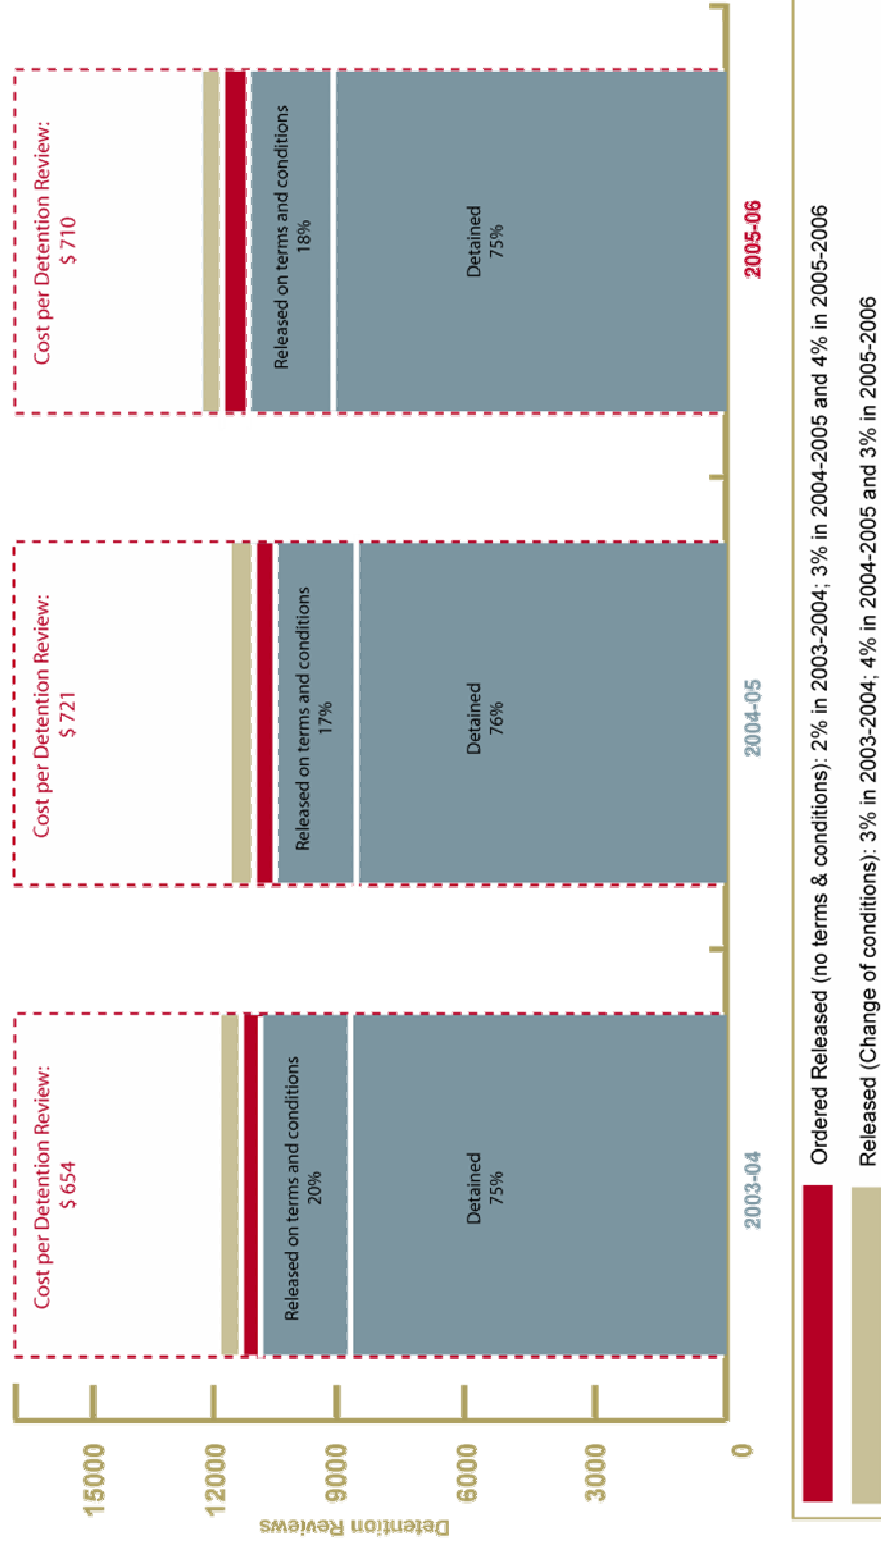 Detention Reviews
15000
12000
9000
6000
3000
0
Cost per Detention Review:
$ 654
Released on terms and conditions
20%
Detained
75%
2003-04
Cost per Detention Review:
$ 721
Released on terms and conditions
17%
Detained
76%
2004-05
Cost per Detention Review:
$ 710
Released on terms and conditions
18%
Detained
75%
2005-06
Ordered Released (no terms & conditions): 2% in 2003-2004; 3% in 2004-2005 and 4% in 2005-2006
Released (Change of conditions): 3% in 2003-2004; 4% in 2004-2005 and 3% in 2005-2006